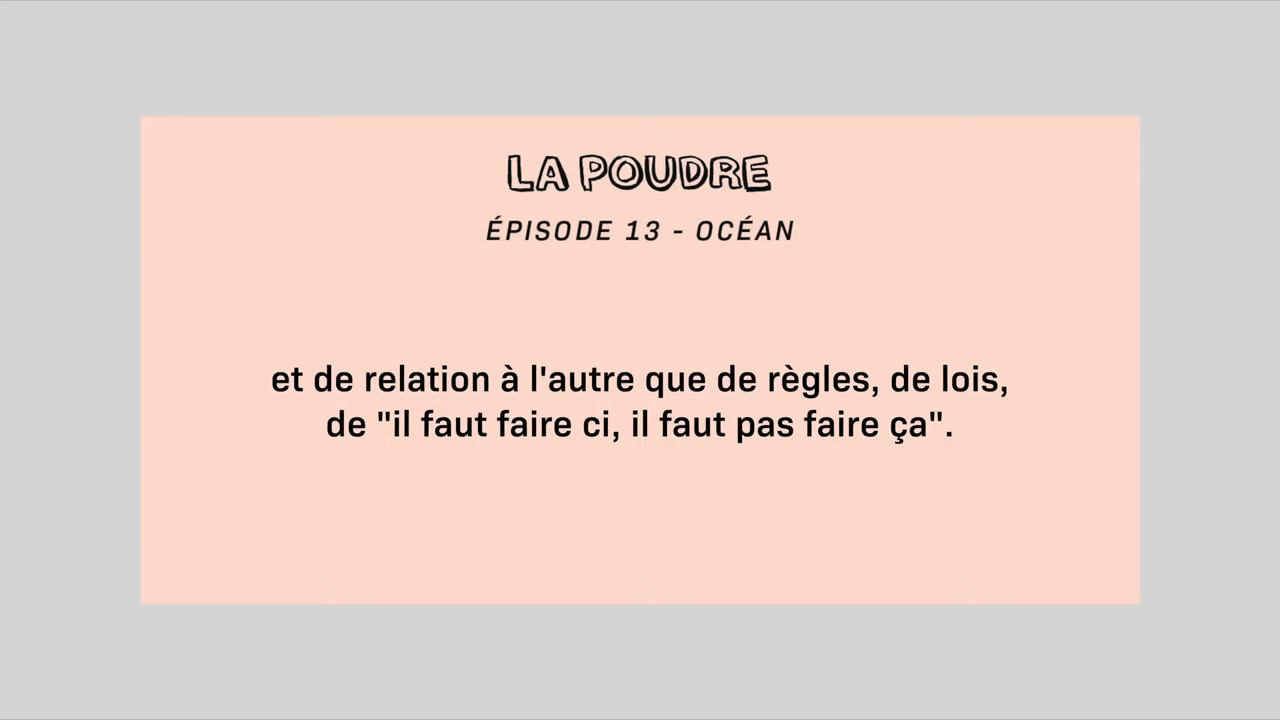 LA POUDRE
ÉPISODE 13 - OCÉAN
et de relation à l'autre que de règles, de lois,
de "il faut faire ci, il faut pas faire ça".